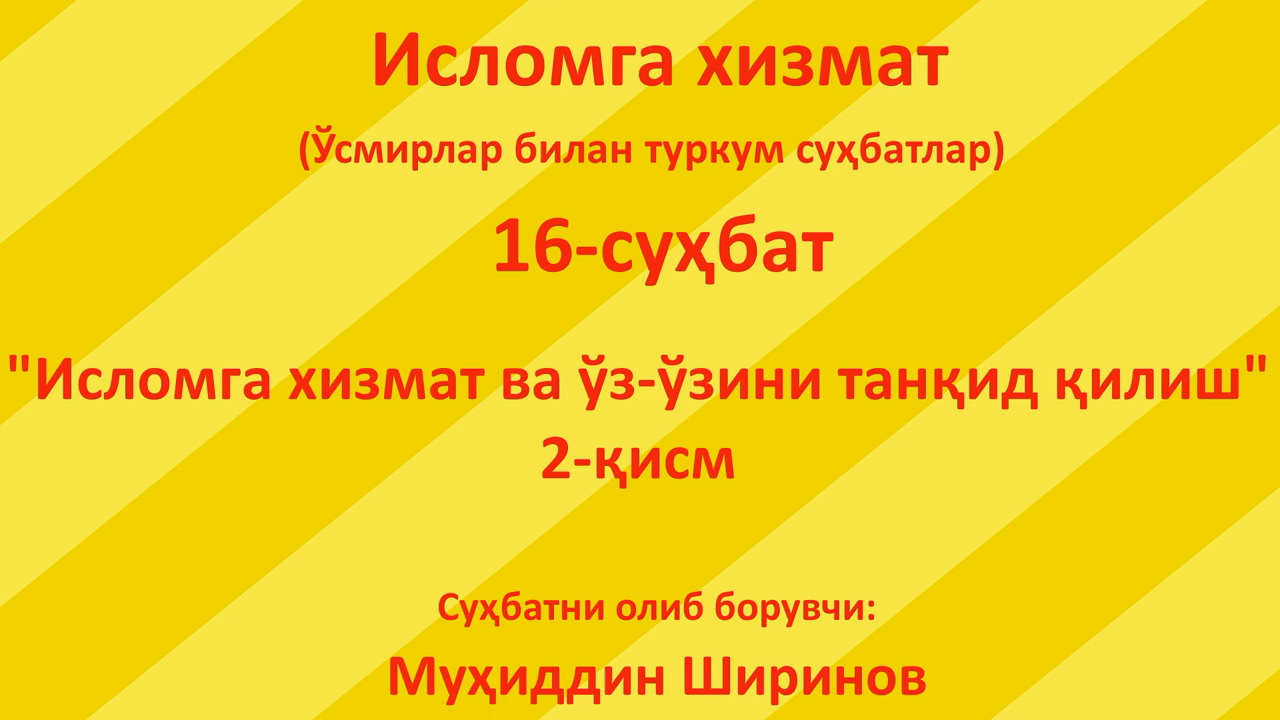 Исломга хизмат
(Ўсмирлар билан туркум суҳбатлар)
16-суҳбат
"Исломга хизмат ва ўз-ўзини танқид қилиш"
2-қисм
Суҳбатни олиб борувчи:
Муҳиддин Ширинов